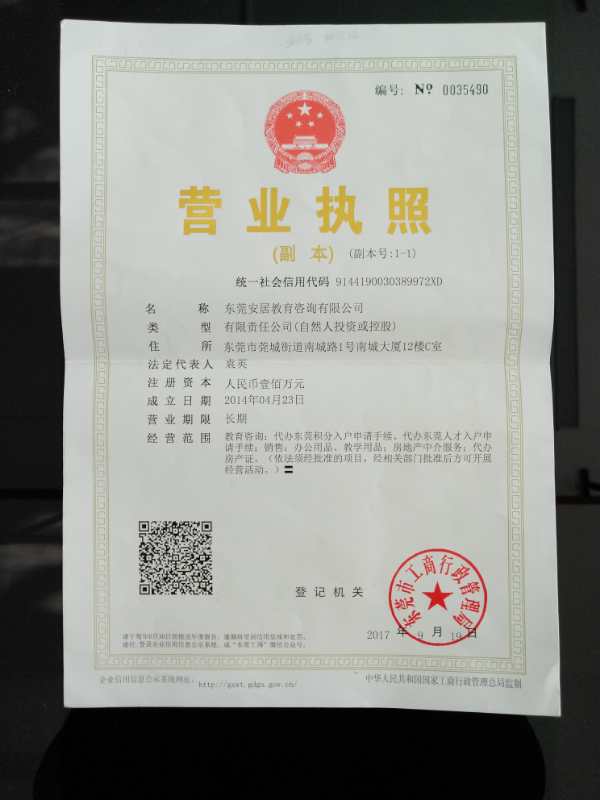 编号: Nº 0035490
营业执照
(副 本) (副本号:1-1)
统一社会信用代码 9144190030389972XD
名 称 东莞安居教育咨询有限公司
类 型 有限责任公司(自然人投资或控股)
住 所 东莞市莞城街道南城路1号南城大厦12楼C室
法定代表人 袁英
注册资本 人民币壹佰万元
成立日期 2014年04月23日
营业期限 长期
经营范围 教育咨询; 代办东莞积分入户申请手续、代办东莞人才入户申
请手续; 销售: 办公用品、教学用品; 房地产中介服务; 代办
房产证。(依法须经批准的项目, 经相关部门批准后方可开展
经营活动。)
登记机关
东莞市工商行政管理局
2017 年 9 月 19 日
企业信用信息公示系统网址: http://gsxt.gdgs.gov.cn/
中华人民共和国国家工商行政管理总局监制